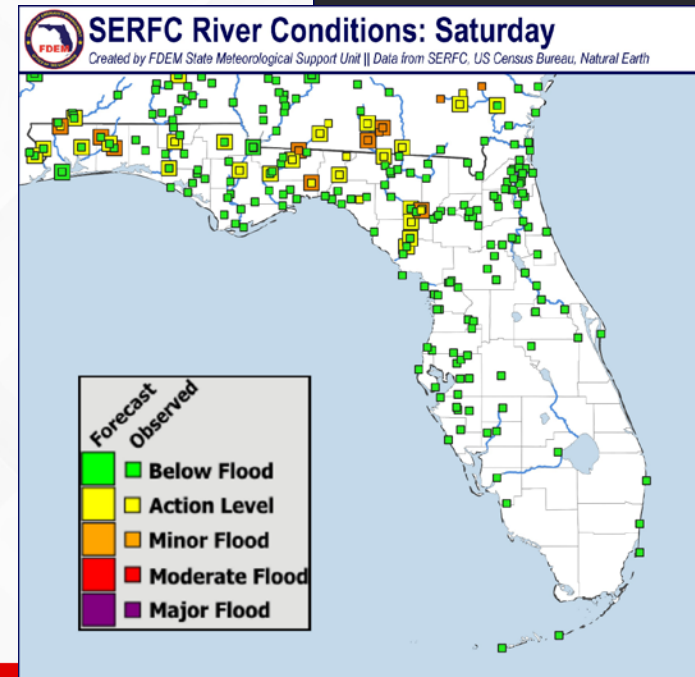 SERFC River Conditions: Saturday
Created by FDEM State Meteorological Support Unit || Data from SERFC, US Census Bureau, Natural Earth
FDEM
Forecast
Observed
Below Flood
Action Level
Minor Flood
Moderate Flood
Major Flood